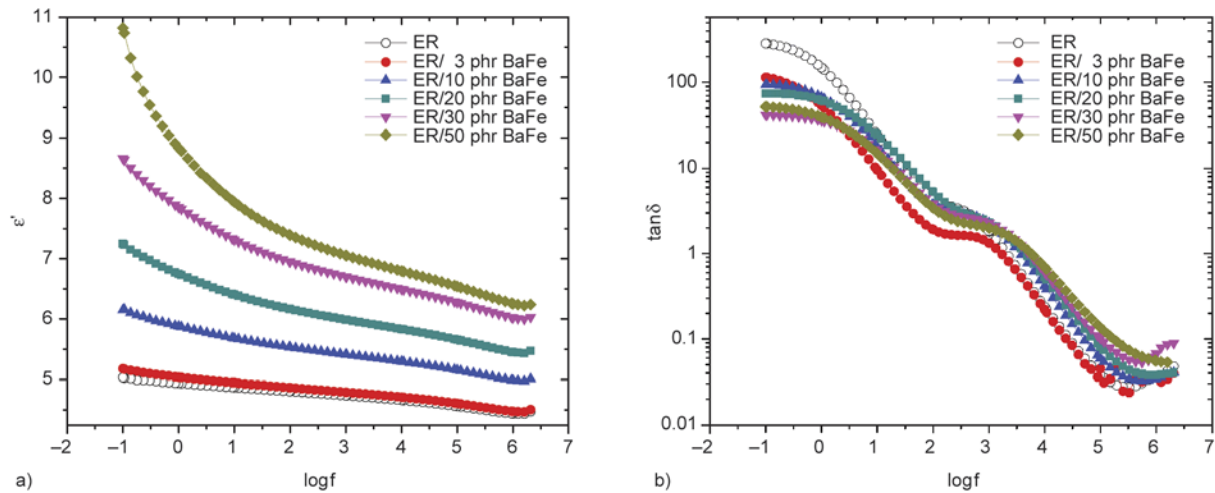 11
10
9
8
7
6
5
ε'
–2 –1 0 1 2 3 4 5 6 7
logf
a)
ER
ER/ 3 phr BaFe
ER/10 phr BaFe
ER/20 phr BaFe
ER/30 phr BaFe
ER/50 phr BaFe
100
10
1
0.1
0.01
tanδ
–2 –1 0 1 2 3 4 5 6 7
logf
b)
ER
ER/ 3 phr BaFe
ER/10 phr BaFe
ER/20 phr BaFe
ER/30 phr BaFe
ER/50 phr BaFe